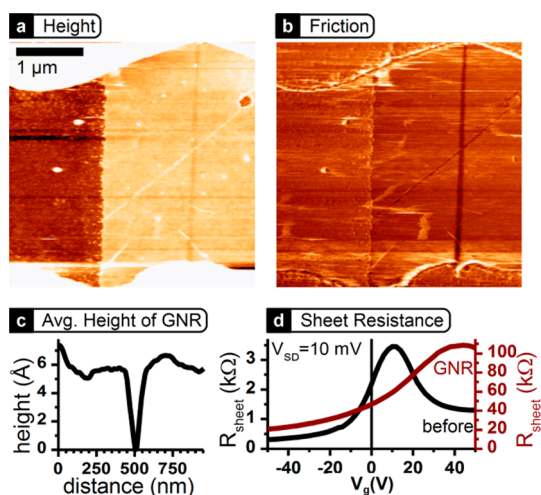 a Height
b Friction
1 µm
c Avg. Height of GNR
height (Å)
6
4
2
0
0 250 500 750
distance (nm)
d Sheet Resistance
V_SD=10 mV
R_sheet (kΩ)
3
2
1
0
GNR
before
100
80
60
40
20
0
R_sheet (kΩ)
-40 -20 0 20 40
V_g(V)